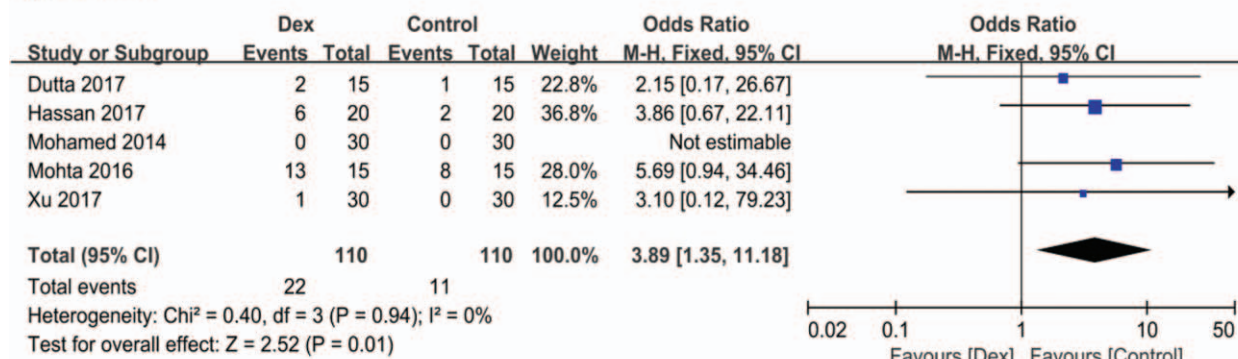 Dex Control Odds Ratio Odds Ratio
Study or Subgroup Events Total Events Total Weight M-H, Fixed, 95% CI M-H, Fixed, 95% CI
Dutta 2017 2 15 1 15 22.8% 2.15 [0.17, 26.67]
Hassan 2017 6 20 2 20 36.8% 3.86 [0.67, 22.11]
Mohamed 2014 0 30 0 30 Not estimable
Mohta 2016 13 15 8 15 28.0% 5.69 [0.94, 34.46]
Xu 2017 1 30 0 30 12.5% 3.10 [0.12, 79.23]
Total (95% CI) 110 110 100.0% 3.89 [1.35, 11.18]
Total events 22 11
Heterogeneity: Chi² = 0.40, df = 3 (P = 0.94); I² = 0%
Test for overall effect: Z = 2.52 (P = 0.01)
0.02 0.1 1 10 50
Favours [Dex] Favours [Control]